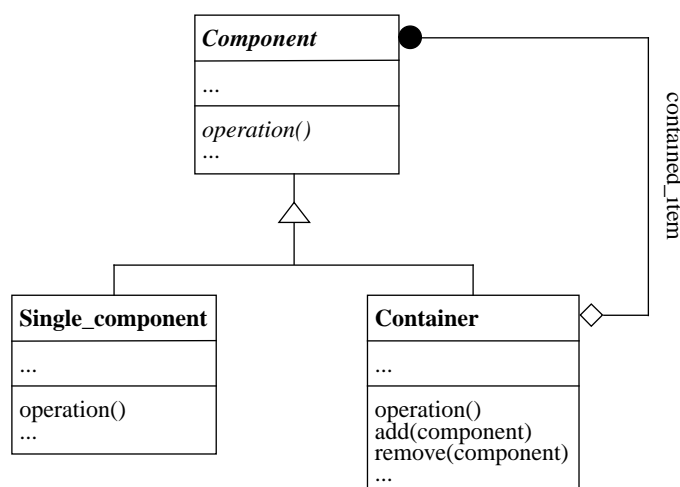 Component
...
operation()
...
contained_item
Single_component
...
operation()
...
Container
...
operation()
add(component)
remove(component)
...